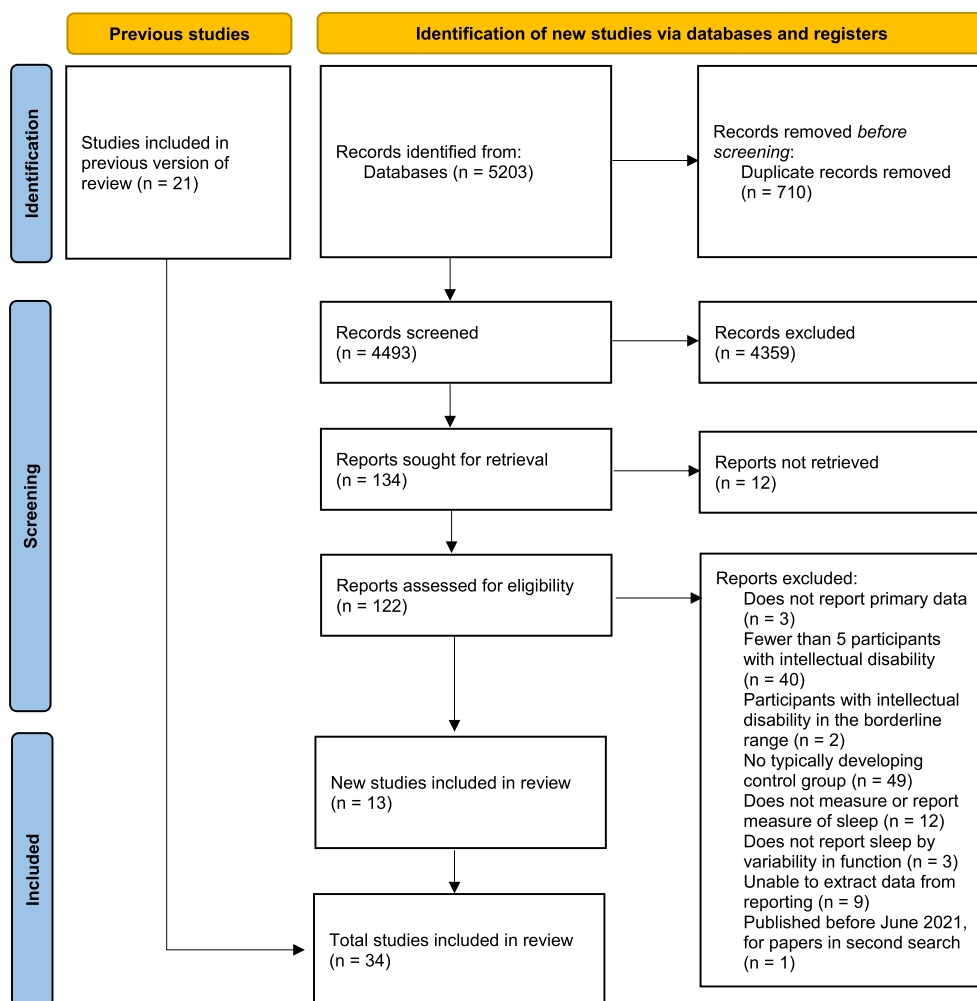 Previous studies
Identification of new studies via databases and registers
Identification
Studies included in
previous version of
review (n = 21)
Records identified from:
Databases (n = 5203)
Records removed before
screening:
Duplicate records removed
(n = 710)
Screening
Records screened
(n = 4493)
Records excluded
(n = 4359)
Reports sought for retrieval
(n = 134)
Reports not retrieved
(n = 12)
Reports assessed for eligibility
(n = 122)
Reports excluded:
Does not report primary data
(n = 3)
Fewer than 5 participants
with intellectual disability
(n = 40)
Participants with intellectual
disability in the borderline
range (n = 2)
No typically developing
control group (n = 49)
Does not measure or report
measure of sleep (n = 12)
Does not report sleep by
variability in function (n = 3)
Unable to extract data from
reporting (n = 9)
Published before June 2021,
for papers in second search
(n = 1)
Included
New studies included in review
(n = 13)
Total studies included in review
(n = 34)